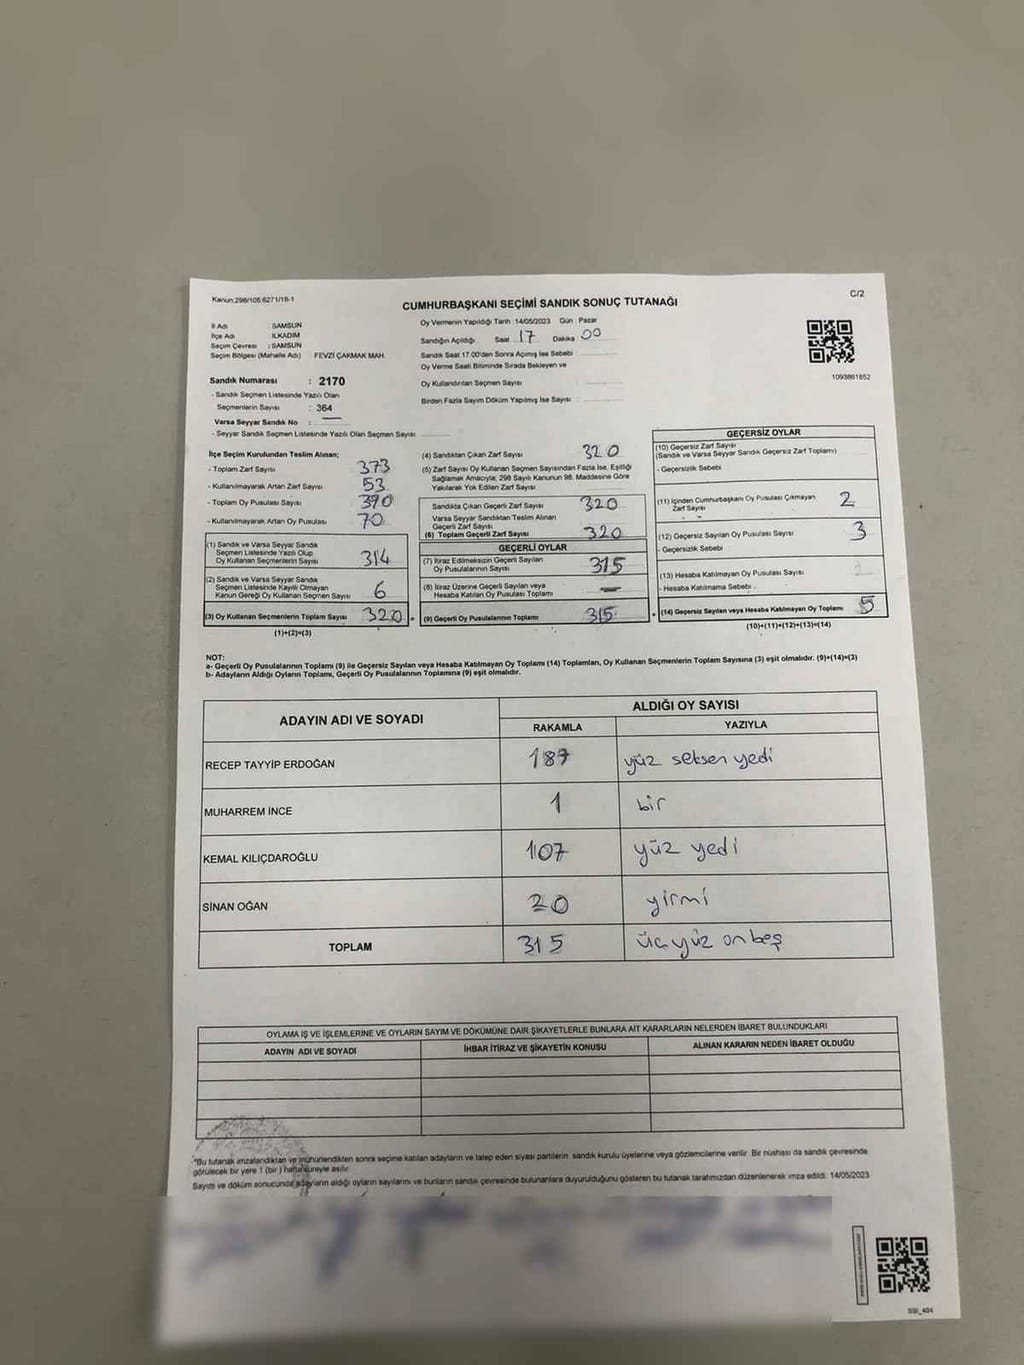 Kanun:298/105:6271/18-1
CUMHURBAŞKANI SEÇİMİ SANDIK SONUÇ TUTANAĞI
C/2
İl Adı : SAMSUN
İlçe Adı : İLKADIM
Seçim Çevresi : SAMSUN
Seçim Bölgesi (Mahalle Adı) FEVZİ ÇAKMAK MAH.
Oy Vermenin Yapıldığı Tarih :14/05/2023 Gün : Pazar
Sandığın Açıldığı Saat 17 Dakika 00
Sandık Saat 17:00'den Sonra Açımış İse Sebebi
Oy Verme Saati Bitiminde Sırada Bekleyen ve
Oy Kullandırılan Seçmen Sayısı
Birden Fazla Sayım Döküm Yapılmış İse Sayısı
1093861852
Sandık Numarası : 2170
- Sandık Seçmen Listesinde Yazılı Olan
Seçmenlerin Sayısı : 364
Varsa Seyyar Sandık No :
- Seyyar Sandık Seçmen Listesinde Yazılı Olan Seçmen Sayısı
İlçe Seçim Kurulundan Teslim Alınan;
- Toplam Zarf Sayısı 373
- Kullanılmayarak Artan Zarf Sayısı 53
- Toplam Oy Pusulası Sayısı 390
- Kullanılmayarak Artan Oy Pusulası 70
(1) Sandık ve Varsa Seyyar Sandık
Seçmen Listesinde Yazılı Olup
Oy Kullanan Seçmenlerin Sayısı 314
(2) Sandık ve Varsa Seyyar Sandık
Seçmen Listesinde Kayıtlı Olmayan
Kanun Gereği Oy Kullanan Seçmen Sayısı 6
(3) Oy Kullanan Seçmenlerin Toplam Sayısı 320
(1)+(2)=(3)
(4) Sandıktan Çıkan Zarf Sayısı 320
(5) Zarf Sayısı Oy Kullanan Seçmen Sayısından Fazla İse, Eşitliği
Sağlamak Amacıyla; 298 Sayılı Kanunun 98. Maddesine Göre
Yakılarak Yok Edilen Zarf Sayısı
Sandıkta Çıkan Geçerli Zarf Sayısı 320
Varsa Seyyar Sandıktan Teslim Alınan
Geçerli Zarf Sayısı
(6) Toplam Geçerli Zarf Sayısı 320
GEÇERLİ OYLAR
(7) İtiraz Edilmeksizin Geçerli Sayılan
Oy Pusulalarının Sayısı 315
(8) İtiraz Üzerine Geçerli Sayılan veya
Hesaba Katılan Oy Pusulası Toplamı —
(9) Geçerli Oy Pusulalarının Toplamı 315
GEÇERSİZ OYLAR
(10) Geçersiz Zarf Sayısı
(Sandık ve Varsa Seyyar Sandık Geçersiz Zarf Toplamı)
- Geçersizlik Sebebi
(11) İçinden Cumhurbaşkanı Oy Pusulası Çıkmayan
Zarf Sayısı 2
(12) Geçersiz Sayılan Oy Pusulası Sayısı 3
- Geçersizlik Sebebi :
(13) Hesaba Katılmayan Oy Pusulası Sayısı
- Hesaba Katılmama Sebebi :
(14) Geçersiz Sayılan veya Hesaba Katılmayan Oy Toplamı 5
(10)+(11)+(12)+(13)=(14)
NOT:
a- Geçerli Oy Pusulalarının Toplamı (9) ile Geçersiz Sayılan veya Hesaba Katılmayan Oy Toplamı (14) Toplamları, Oy Kullanan Seçmenlerin Toplam Sayısına (3) eşit olmalıdır. (9)+(14)=(3)
b- Adayların Aldığı Oyların Toplamı, Geçerli Oy Pusulalarının Toplamına (9) eşit olmalıdır.
ADAYIN ADI VE SOYADI ALDIĞI OY SAYISI
RAKAMLA YAZIYLA
RECEP TAYYİP ERDOĞAN 187 yüz seksen yedi
MUHARREM İNCE 1 bir
KEMAL KILIÇDAROĞLU 107 yüz yedi
SİNAN OĞAN 20 yirmi
TOPLAM 315 üçyüz onbeş
OYLAMA İŞ VE İŞLEMLERİNE VE OYLARIN SAYIM VE DÖKÜMÜNE DAİR ŞİKAYETLERLE BUNLARA AİT KARARLARIN NELERDEN İBARET BULUNDUKLARI
ADAYIN ADI VE SOYADI İHBAR İTİRAZ VE ŞİKAYETİN KONUSU ALINAN KARARIN NEDEN İBARET OLDUĞU
*Bu tutanak imzalandıktan ve mühürlendikten sonra seçime katılan adayların ve talep eden siyasi partilerin sandık kurulu üyelerine veya gözlemcilerine verilir. Bir nüshası da sandık çevresinde
görülecek bir yere 1 (bir ) hafta süreyle asılır.
Sayım ve döküm sonucunda adayların aldığı oyların sayılarını ve bunların sandık çevresinde bulunanlara duyurulduğunu gösteren bu tutanak tarafımızdan düzenlenerek imza edildi. 14/05/2023